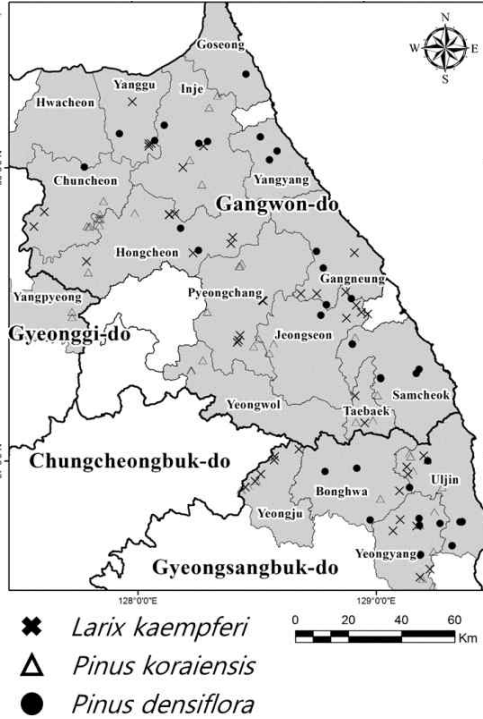 N
W E
S
Goseong
Yanggu
Inje
Hwacheon
Chuncheon
Yangyang
Gangwon-do
Hongcheon
Gangneung
Yangpyeong
Pyeongchang
Gyeonggi-do
Jeongseon
Samcheok
Yeongwol
Taebaek
Chungcheongbuk-do
Bonghwa
Uljin
Yeongju
Yeongyang
Gyeongsangbuk-do
128°0'0"E 129°0'0"E
Larix kaempferi
0 20 40 60
Km
Pinus koraiensis
Pinus densiflora